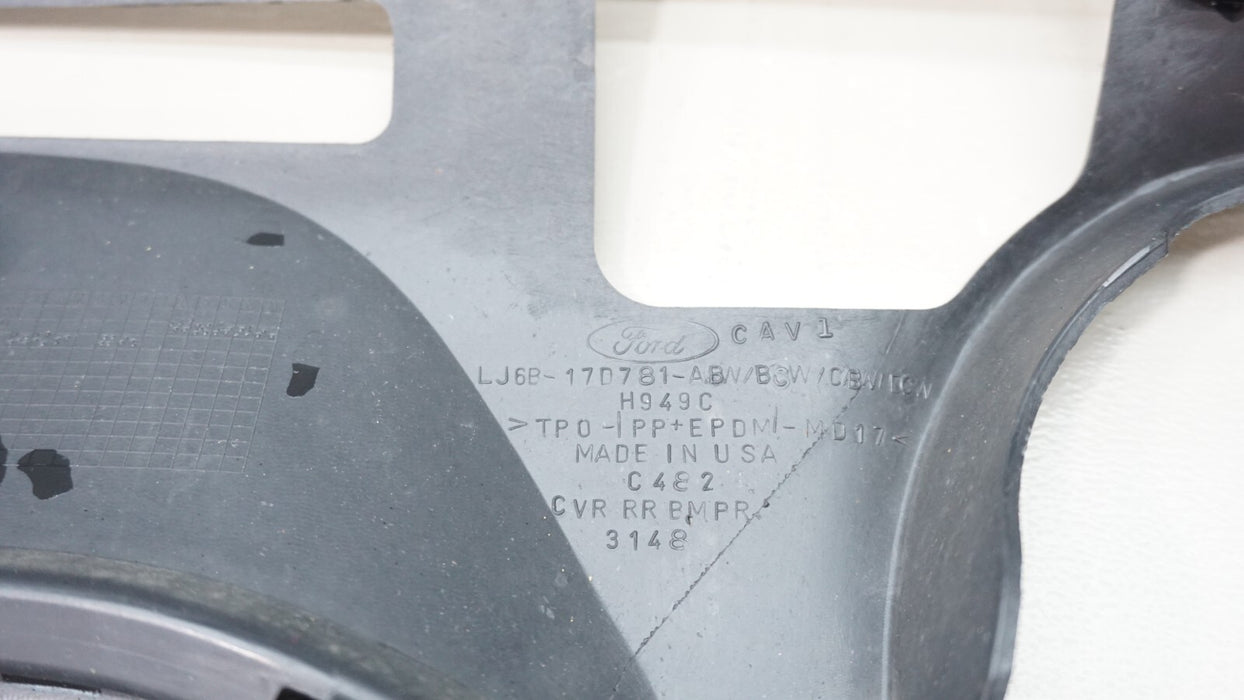 Ford CAV 1
LJ6B-17D781-ABW/BCW/CBW/DCW
H949C
>TPO-(PP+EPDM)-MD17<
MADE IN USA
C482
CVR RR BMPR
3148